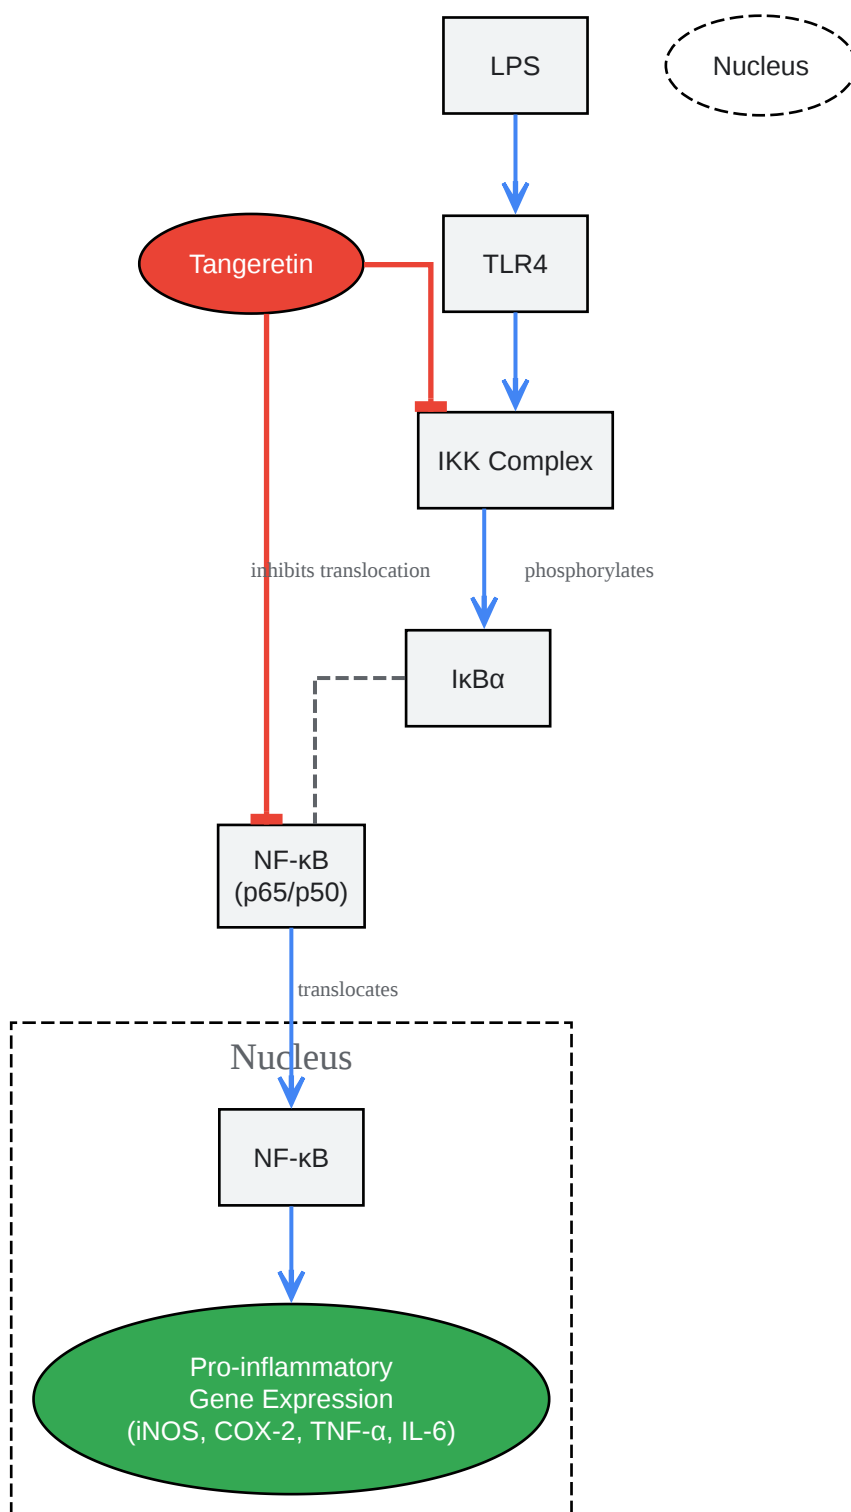 LPS
Nucleus
Tangeretin
TLR4
IKK Complex
inhibits translocation
phosphorylates
IκBα
NF-κB
(p65/p50)
translocates
Nucleus
NF-κB
Pro-inflammatory
Gene Expression
(iNOS, COX-2, TNF-α, IL-6)